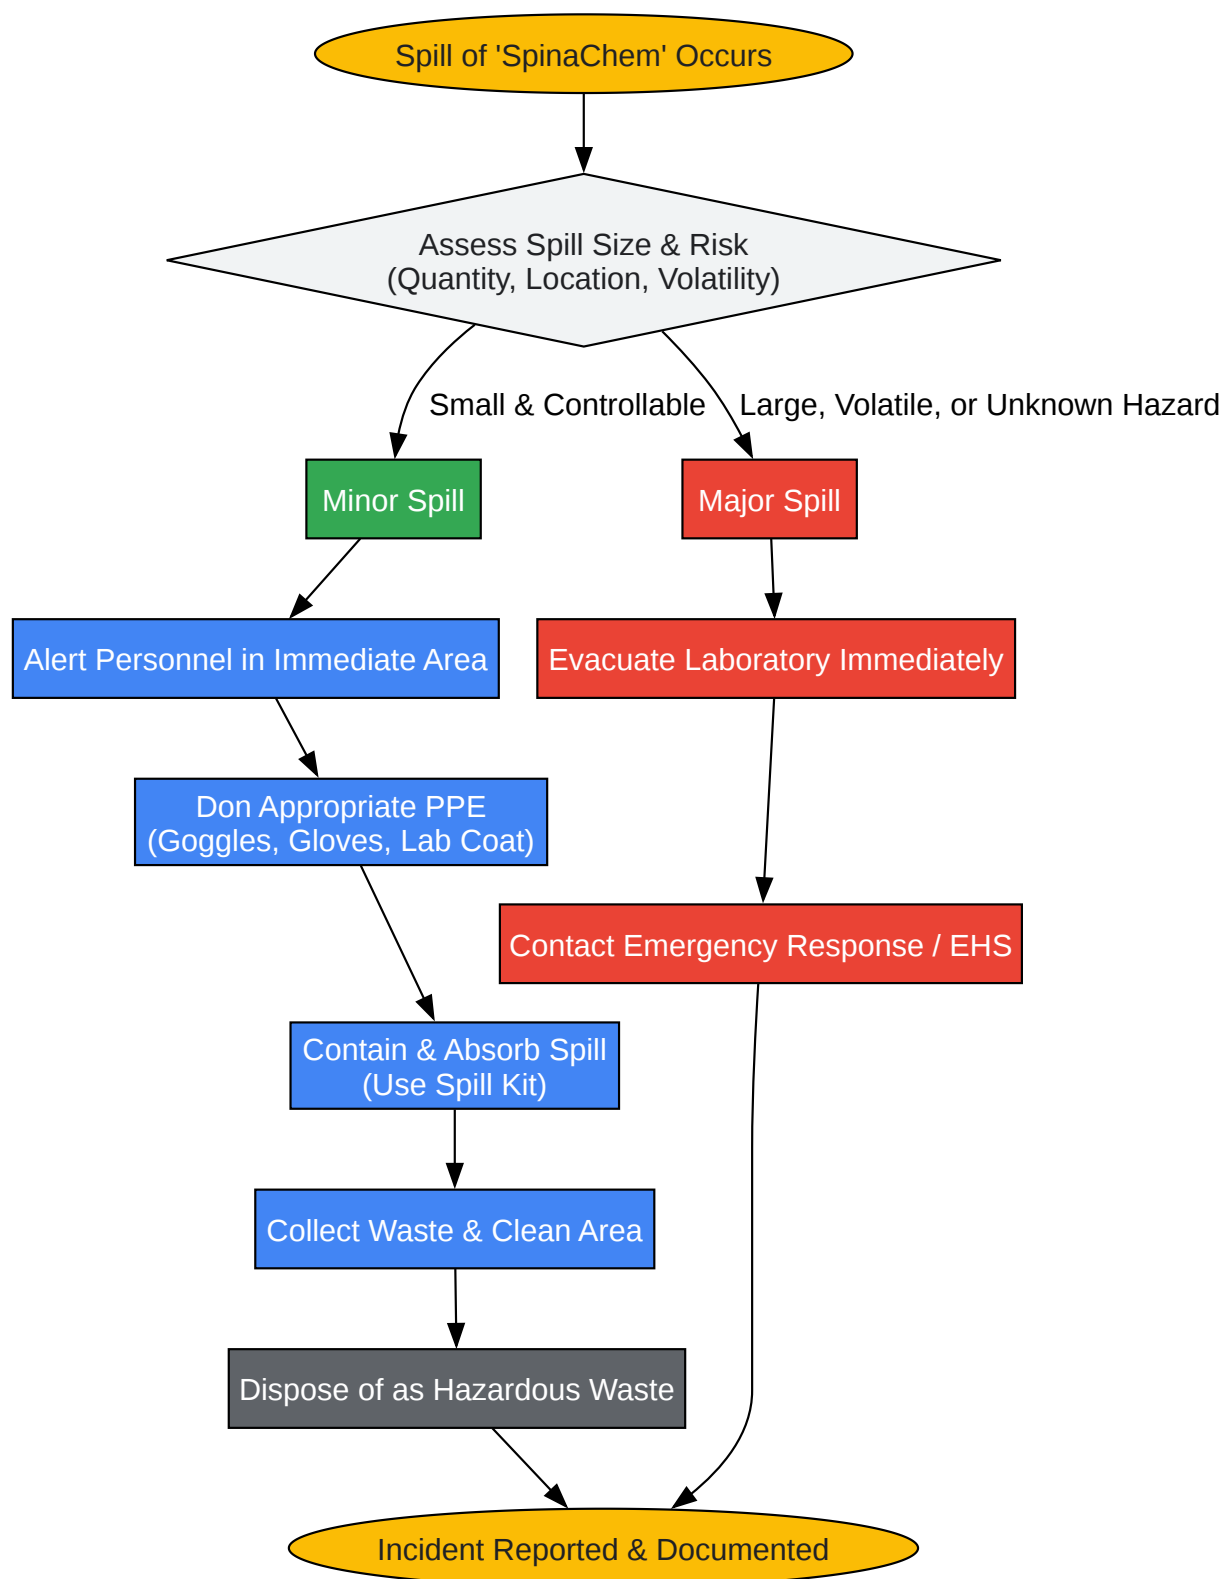 Spill of 'SpinaChem' Occurs
Assess Spill Size & Risk
(Quantity, Location, Volatility)
Small & Controllable
Large, Volatile, or Unknown Hazard
Minor Spill
Major Spill
Alert Personnel in Immediate Area
Evacuate Laboratory Immediately
Don Appropriate PPE
(Goggles, Gloves, Lab Coat)
Contact Emergency Response / EHS
Contain & Absorb Spill
(Use Spill Kit)
Collect Waste & Clean Area
Dispose of as Hazardous Waste
Incident Reported & Documented